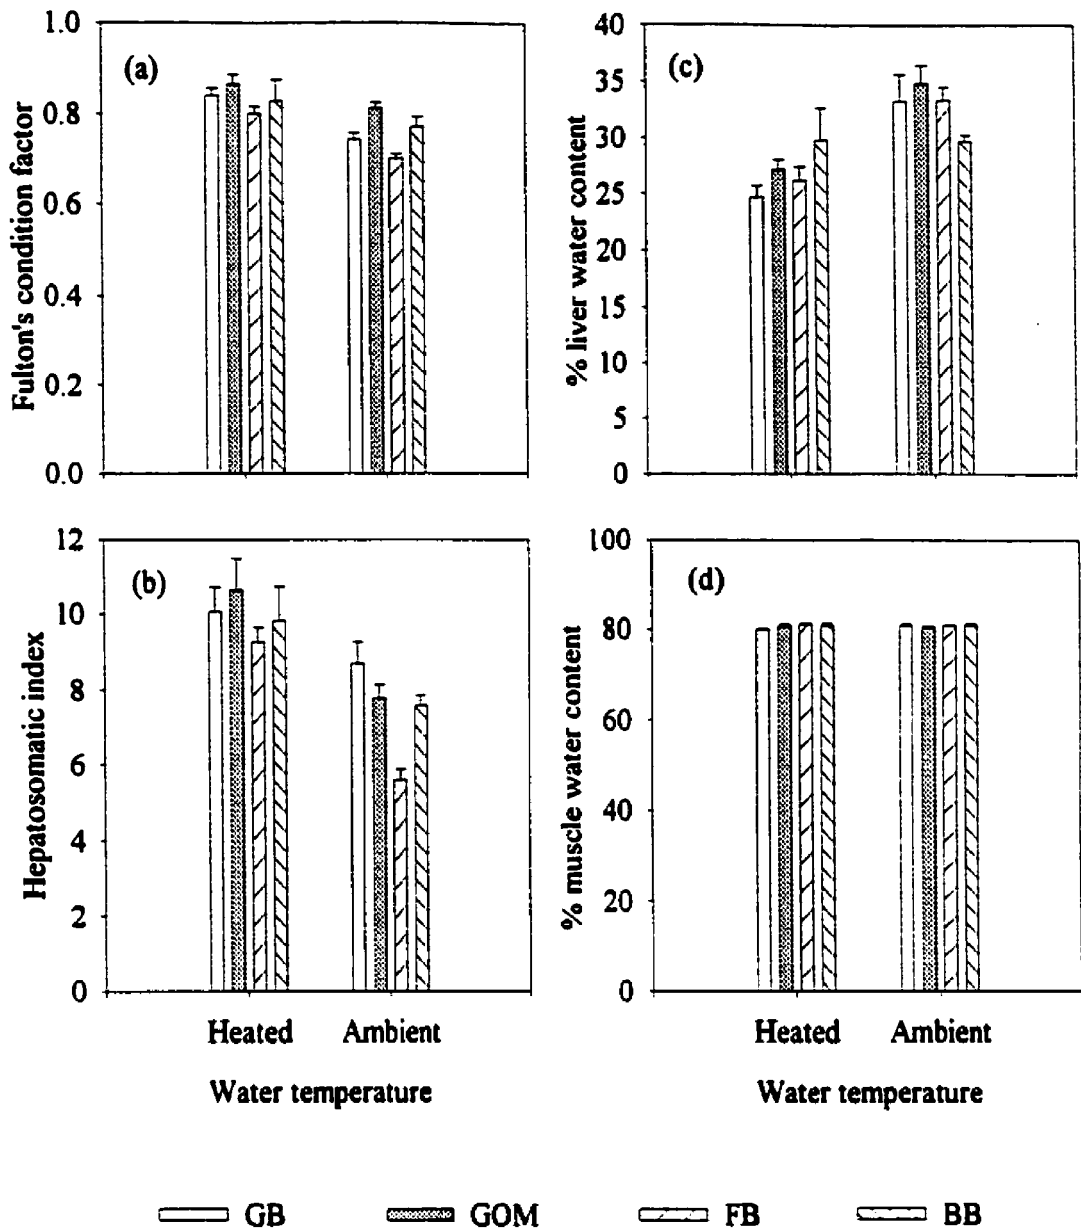 (a)
Fulton's condition factor
1.0
0.8
0.6
0.4
0.2
0.0
(c)
% liver water content
40
35
30
25
20
15
10
5
0
(b)
Hepatosomatic index
12
10
8
6
4
2
0
Heated Ambient
Water temperature
(d)
% muscle water content
100
80
60
40
20
0
Heated Ambient
Water temperature
GB GOM FB BB